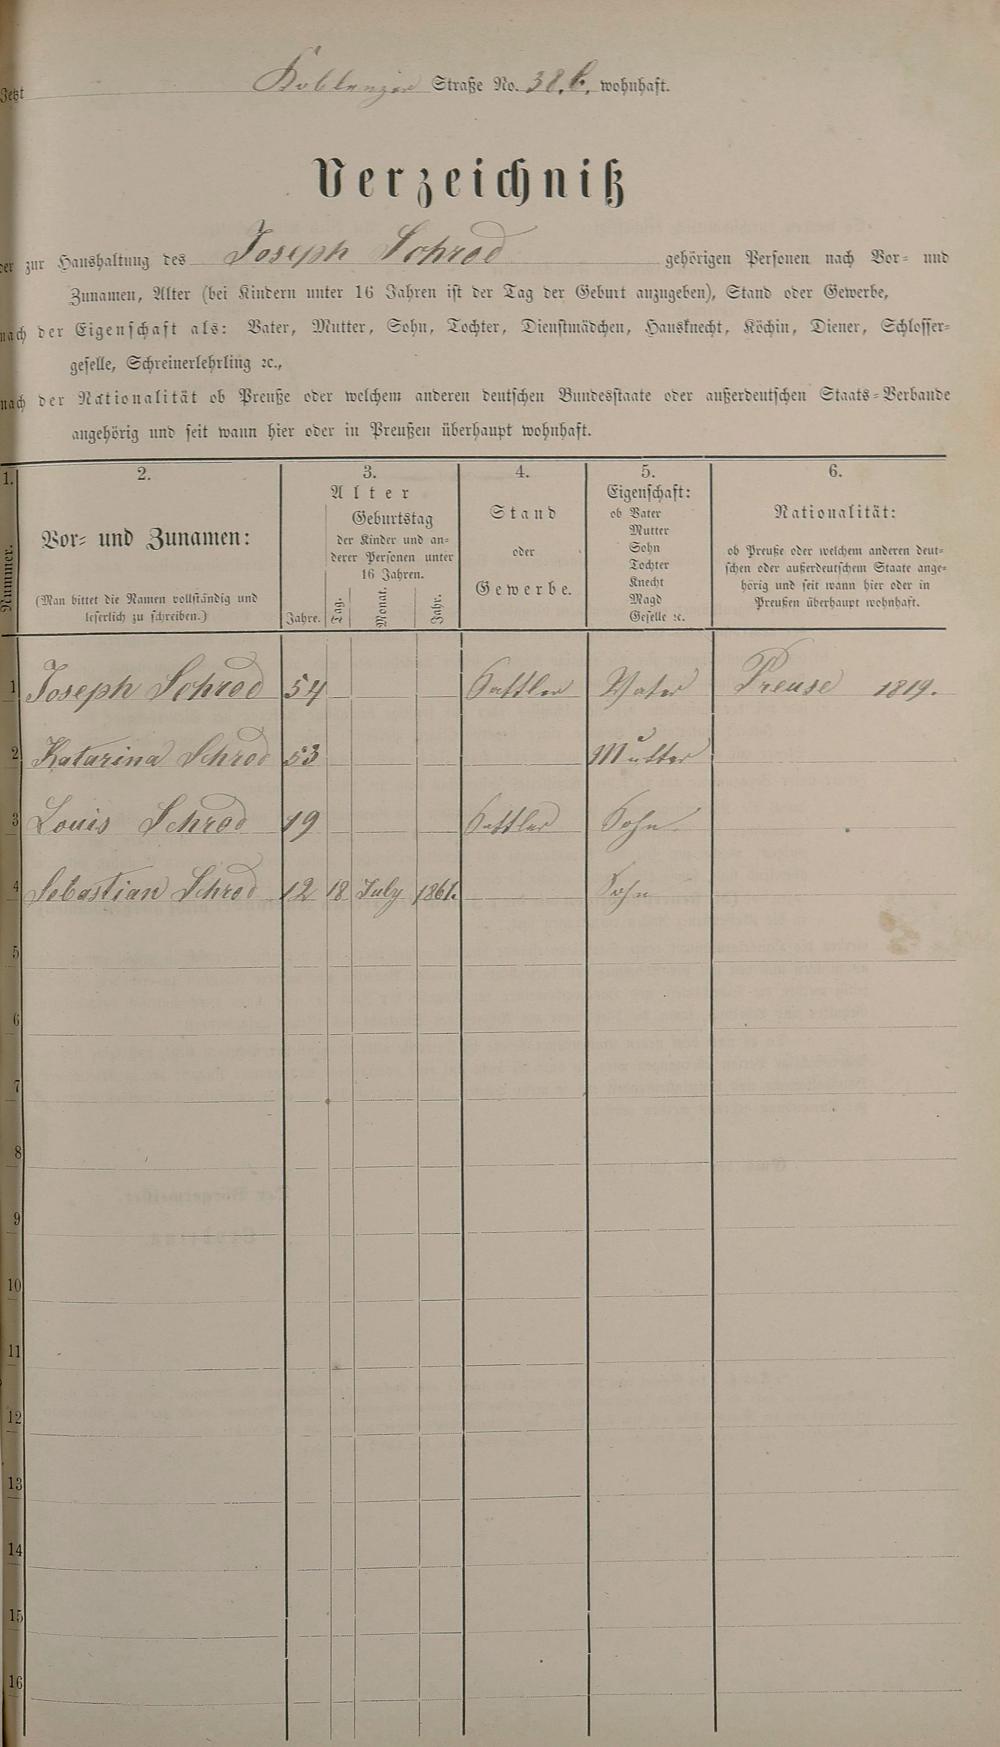 Jetzt Koblenzer Straße No. 38.b. wohnhaft.
Verzeichniß
der zur Haushaltung des Joseph Schrod gehörigen Personen nach Vor- und
Zunamen, Alter (bei Kindern unter 16 Jahren ist der Tag der Geburt anzugeben), Stand oder Gewerbe,
nach der Eigenschaft als: Vater, Mutter, Sohn, Tochter, Dienstmädchen, Hausknecht, Köchin, Diener, Schlosser-
geselle, Schreinerlehrling ꝛc.,
nach der Nationalität ob Preuße oder welchem anderen deutschen Bundesstaate oder außerdeutschen Staats-Verbande
angehörig und seit wann hier oder in Preußen überhaupt wohnhaft.
1.
Nummer.
2.
Vor- und Zunamen:
(Man bittet die Namen vollständig und
leserlich zu schreiben.)
3.
Alter
Geburtstag
der Kinder und an-
derer Personen unter
16 Jahren.
Jahre. Tag. Monat. Jahr.
4.
Stand
oder
Gewerbe.
5.
Eigenschaft:
ob Vater
Mutter
Sohn
Tochter
Knecht
Magd
Geselle ꝛc.
6.
Nationalität:
ob Preuße oder welchem anderen deut-
schen oder außerdeutschem Staate ange-
hörig und seit wann hier oder in
Preußen überhaupt wohnhaft.
1 Joseph Schrod 54 Sattler Vater Preuse 1819.
2 Katarina Schrod 53 Mutter
3 Louis Schrod 19 Sattler Sohn
4 Sebastian Schrod 12 18 July 1861. Sohn
5
6
7
8
9
10
11
12
13
14
15
16